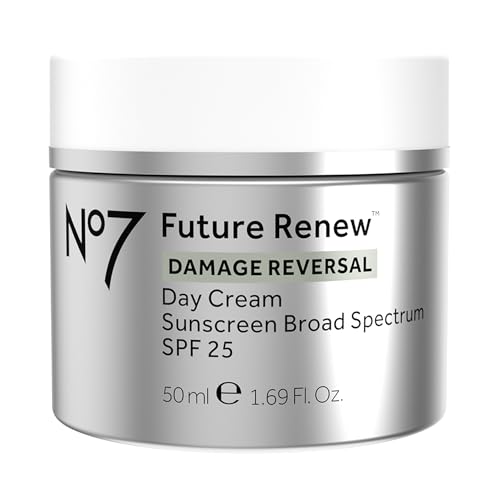 No7
Future Renew™
DAMAGE REVERSAL
Day Cream
Sunscreen Broad Spectrum
SPF 25
50 ml ℮ 1.69 Fl. Oz.